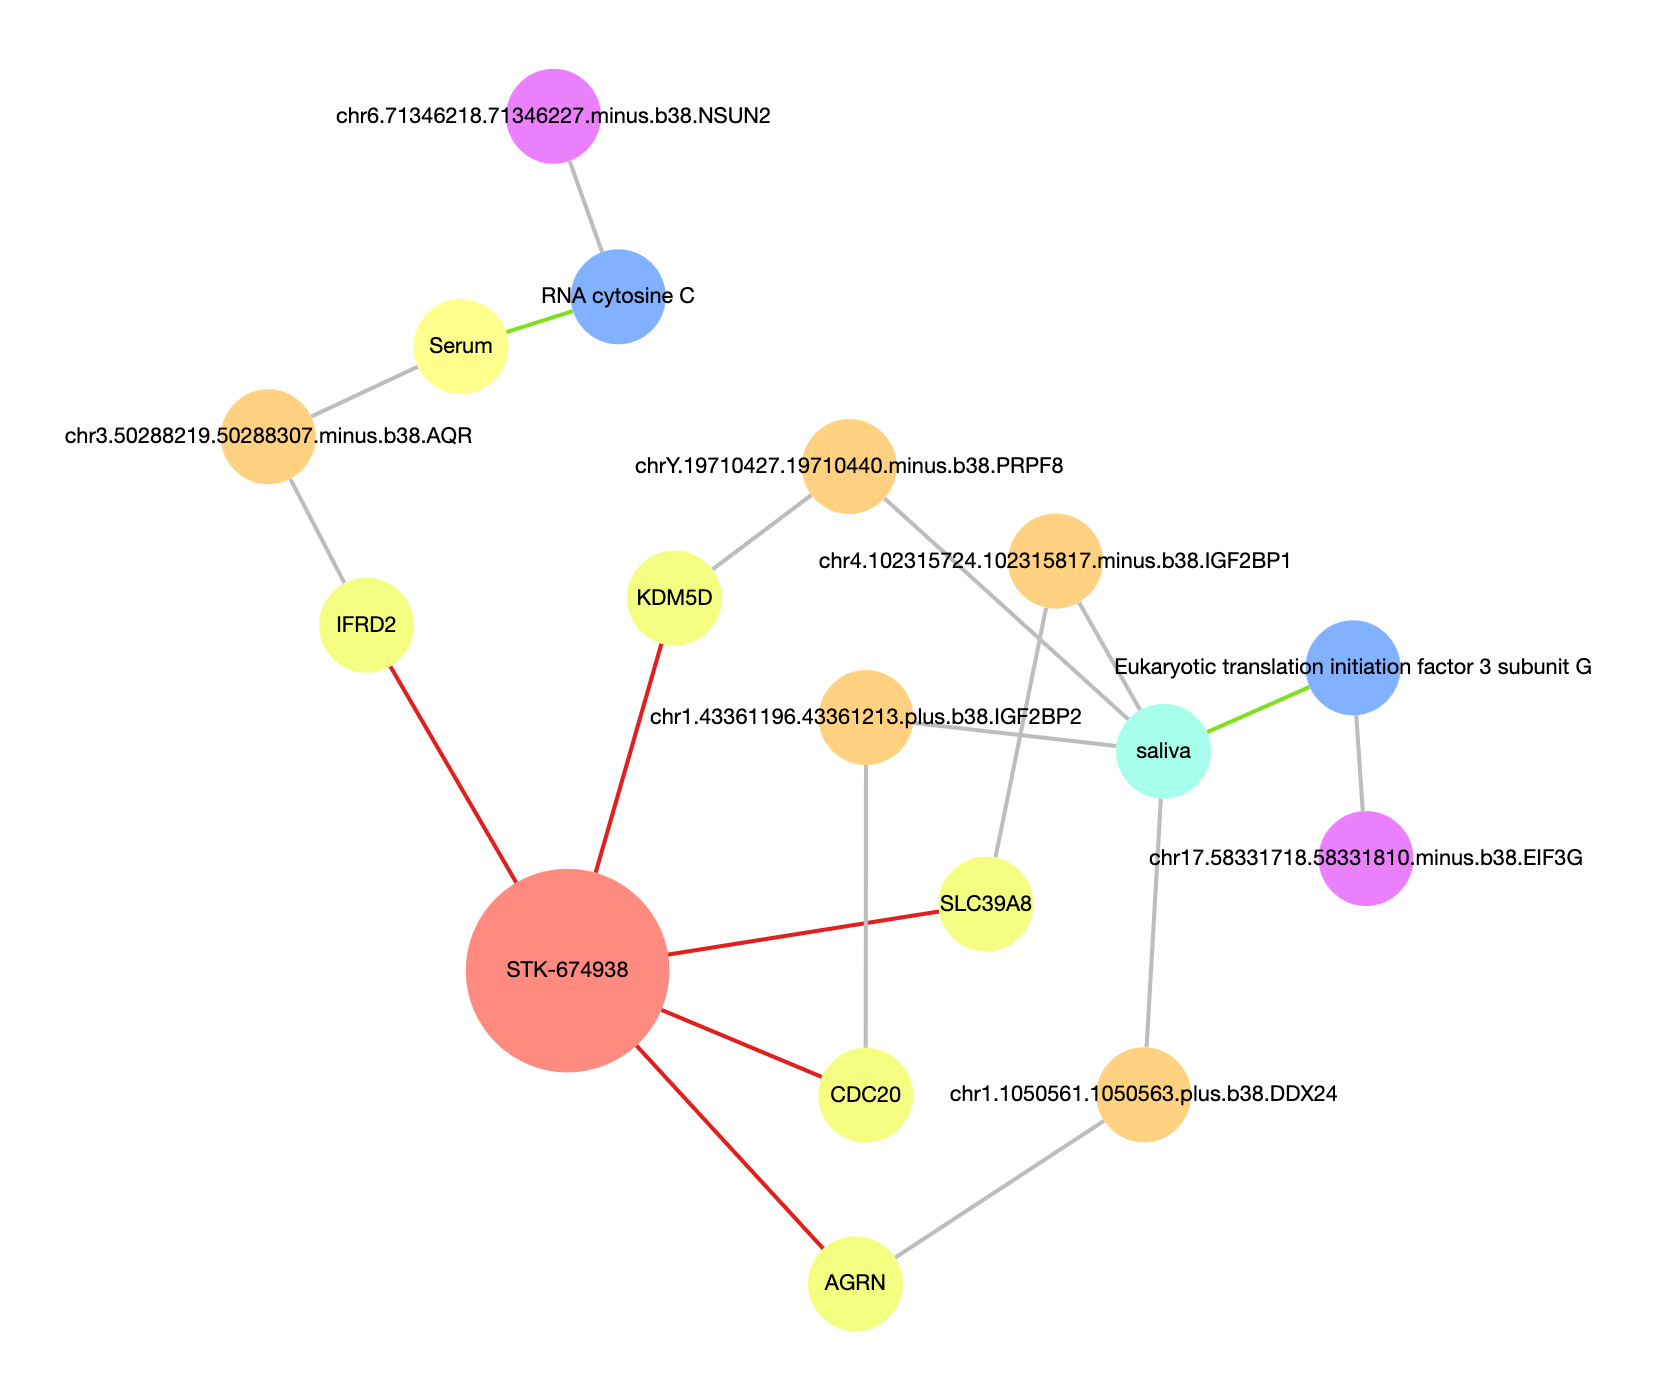 chr6.71346218.71346227.minus.b38.NSUN2
RNA cytosine C
Serum
chr3.50288219.50288307.minus.b38.AQR
chrY.19710427.19710440.minus.b38.PRPF8
chr4.102315724.102315817.minus.b38.IGF2BP1
KDM5D
IFRD2
Eukaryotic translation initiation factor 3 subunit G
chr1.43361196.43361213.plus.b38.IGF2BP2
saliva
chr17.58331718.58331810.minus.b38.EIF3G
SLC39A8
STK-674938
CDC20
chr1.1050561.1050563.plus.b38.DDX24
AGRN